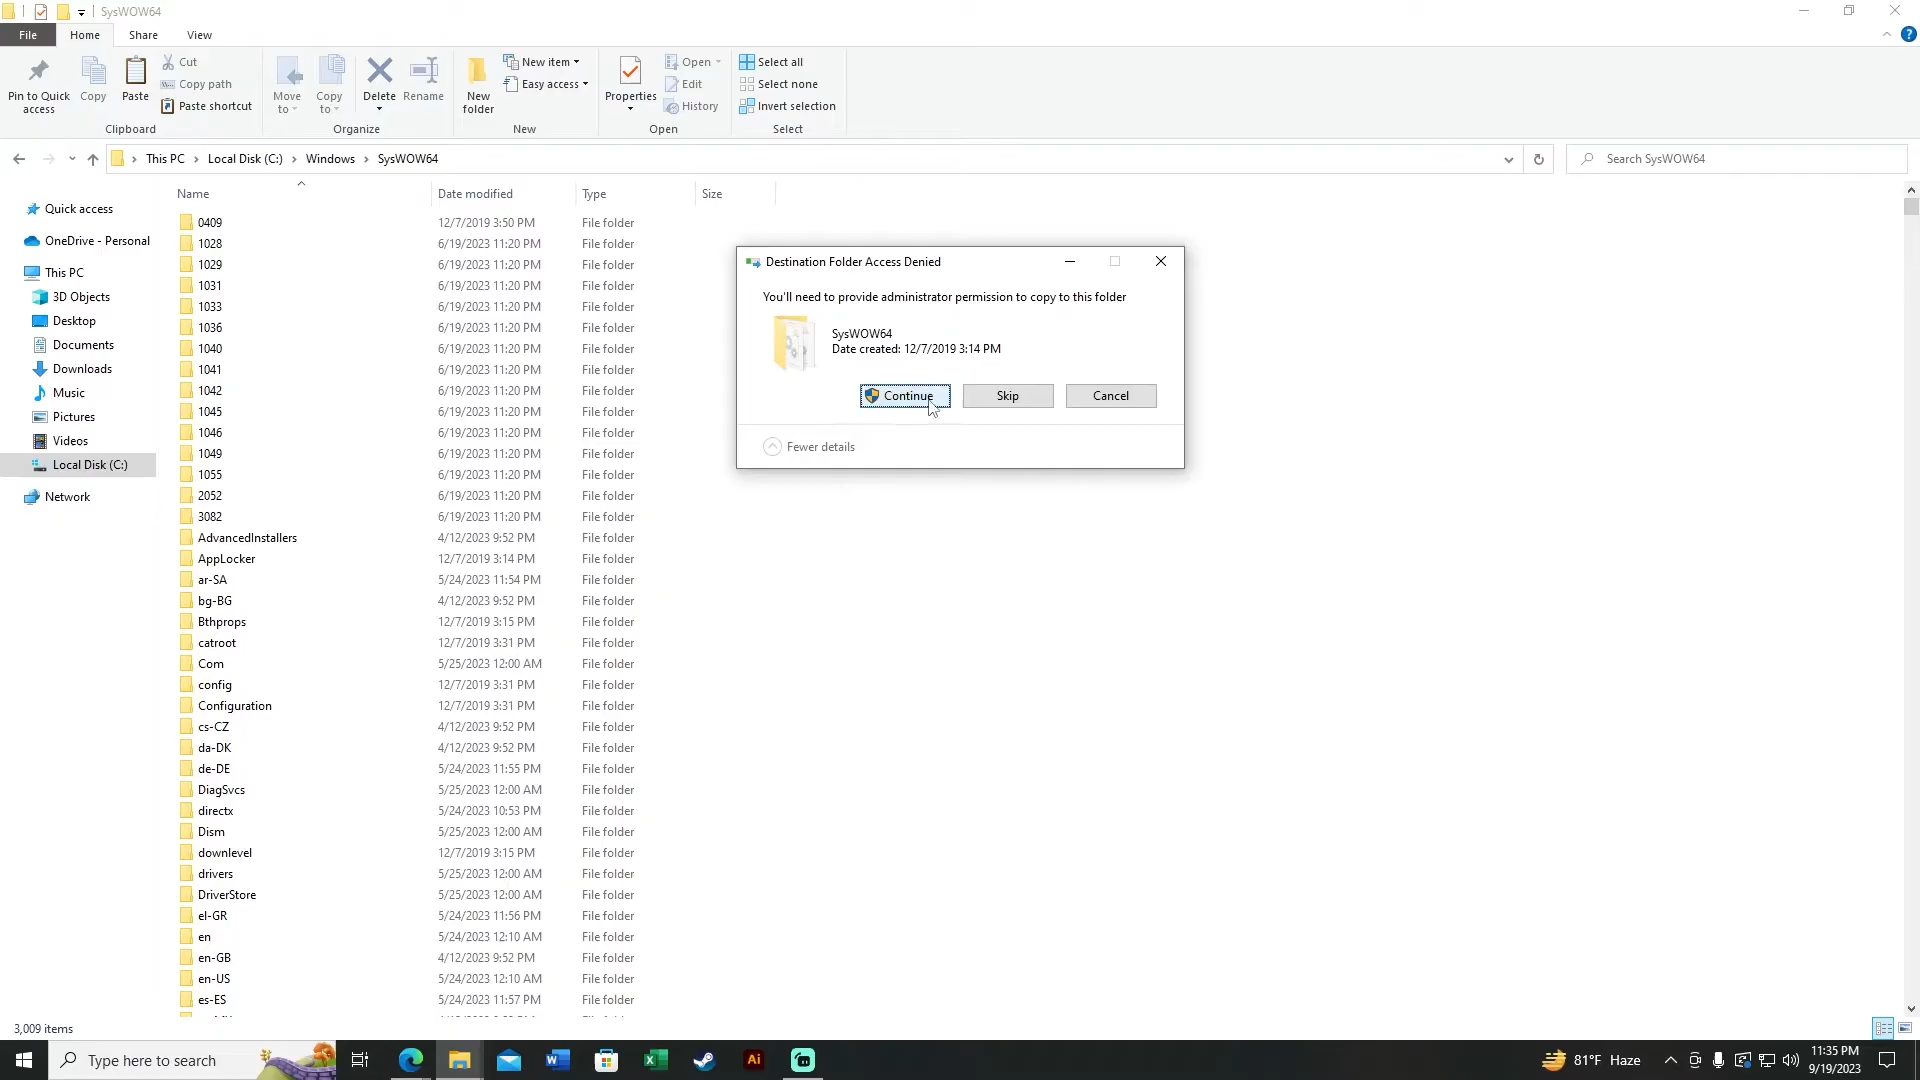 SysWOW64
File
Home
Share
View
Pin to Quick access
Copy
Paste
Cut
Copy path
Paste shortcut
Clipboard
Move to
Copy to
Delete
Rename
Organize
New folder
New item
Easy access
New
Properties
Open
Edit
History
Open
Select all
Select none
Invert selection
Select
This PC
Local Disk (C:)
Windows
SysWOW64
Search SysWOW64
Quick access
OneDrive - Personal
This PC
3D Objects
Desktop
Documents
Downloads
Music
Pictures
Videos
Local Disk (C:)
Network
Name Date modified Type Size
0409 12/7/2019 3:50 PM File folder
1028 6/19/2023 11:20 PM File folder
1029 6/19/2023 11:20 PM File folder
1031 6/19/2023 11:20 PM File folder
1033 6/19/2023 11:20 PM File folder
1036 6/19/2023 11:20 PM File folder
1040 6/19/2023 11:20 PM File folder
1041 6/19/2023 11:20 PM File folder
1042 6/19/2023 11:20 PM File folder
1045 6/19/2023 11:20 PM File folder
1046 6/19/2023 11:20 PM File folder
1049 6/19/2023 11:20 PM File folder
1055 6/19/2023 11:20 PM File folder
2052 6/19/2023 11:20 PM File folder
3082 6/19/2023 11:20 PM File folder
AdvancedInstallers 4/12/2023 9:52 PM File folder
AppLocker 12/7/2019 3:14 PM File folder
ar-SA 5/24/2023 11:54 PM File folder
bg-BG 4/12/2023 9:52 PM File folder
Bthprops 12/7/2019 3:15 PM File folder
catroot 12/7/2019 3:31 PM File folder
Com 5/25/2023 12:00 AM File folder
config 12/7/2019 3:31 PM File folder
Configuration 12/7/2019 3:31 PM File folder
cs-CZ 4/12/2023 9:52 PM File folder
da-DK 4/12/2023 9:52 PM File folder
de-DE 5/24/2023 11:55 PM File folder
DiagSvcs 5/25/2023 12:00 AM File folder
directx 5/24/2023 10:53 PM File folder
Dism 5/25/2023 12:00 AM File folder
downlevel 12/7/2019 3:15 PM File folder
drivers 5/25/2023 12:00 AM File folder
DriverStore 5/25/2023 12:00 AM File folder
el-GR 5/24/2023 11:56 PM File folder
en 5/24/2023 12:10 AM File folder
en-GB 4/12/2023 9:52 PM File folder
en-US 5/24/2023 12:10 AM File folder
es-ES 5/24/2023 11:57 PM File folder
Destination Folder Access Denied
You'll need to provide administrator permission to copy to this folder
SysWOW64
Date created: 12/7/2019 3:14 PM
Continue
Skip
Cancel
Fewer details
3,009 items
Type here to search
81°F Haze
11:35 PM
9/19/2023